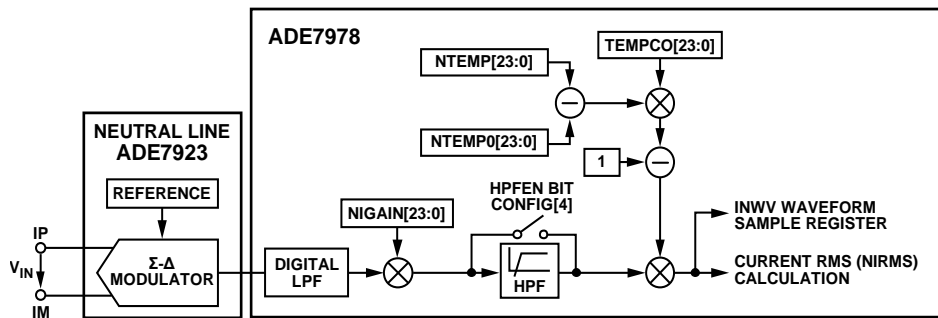 ADE7978
TEMPCO[23:0]
NTEMP[23:0]
–
×
NTEMP0[23:0]
1
–
NEUTRAL LINE
ADE7923
REFERENCE
HPFEN BIT
CONFIG[4]
NIGAIN[23:0]
INWV WAVEFORM
SAMPLE REGISTER
IP
VIN
IM
Σ-Δ
MODULATOR
DIGITAL
LPF
×
HPF
×
CURRENT RMS (NIRMS)
CALCULATION